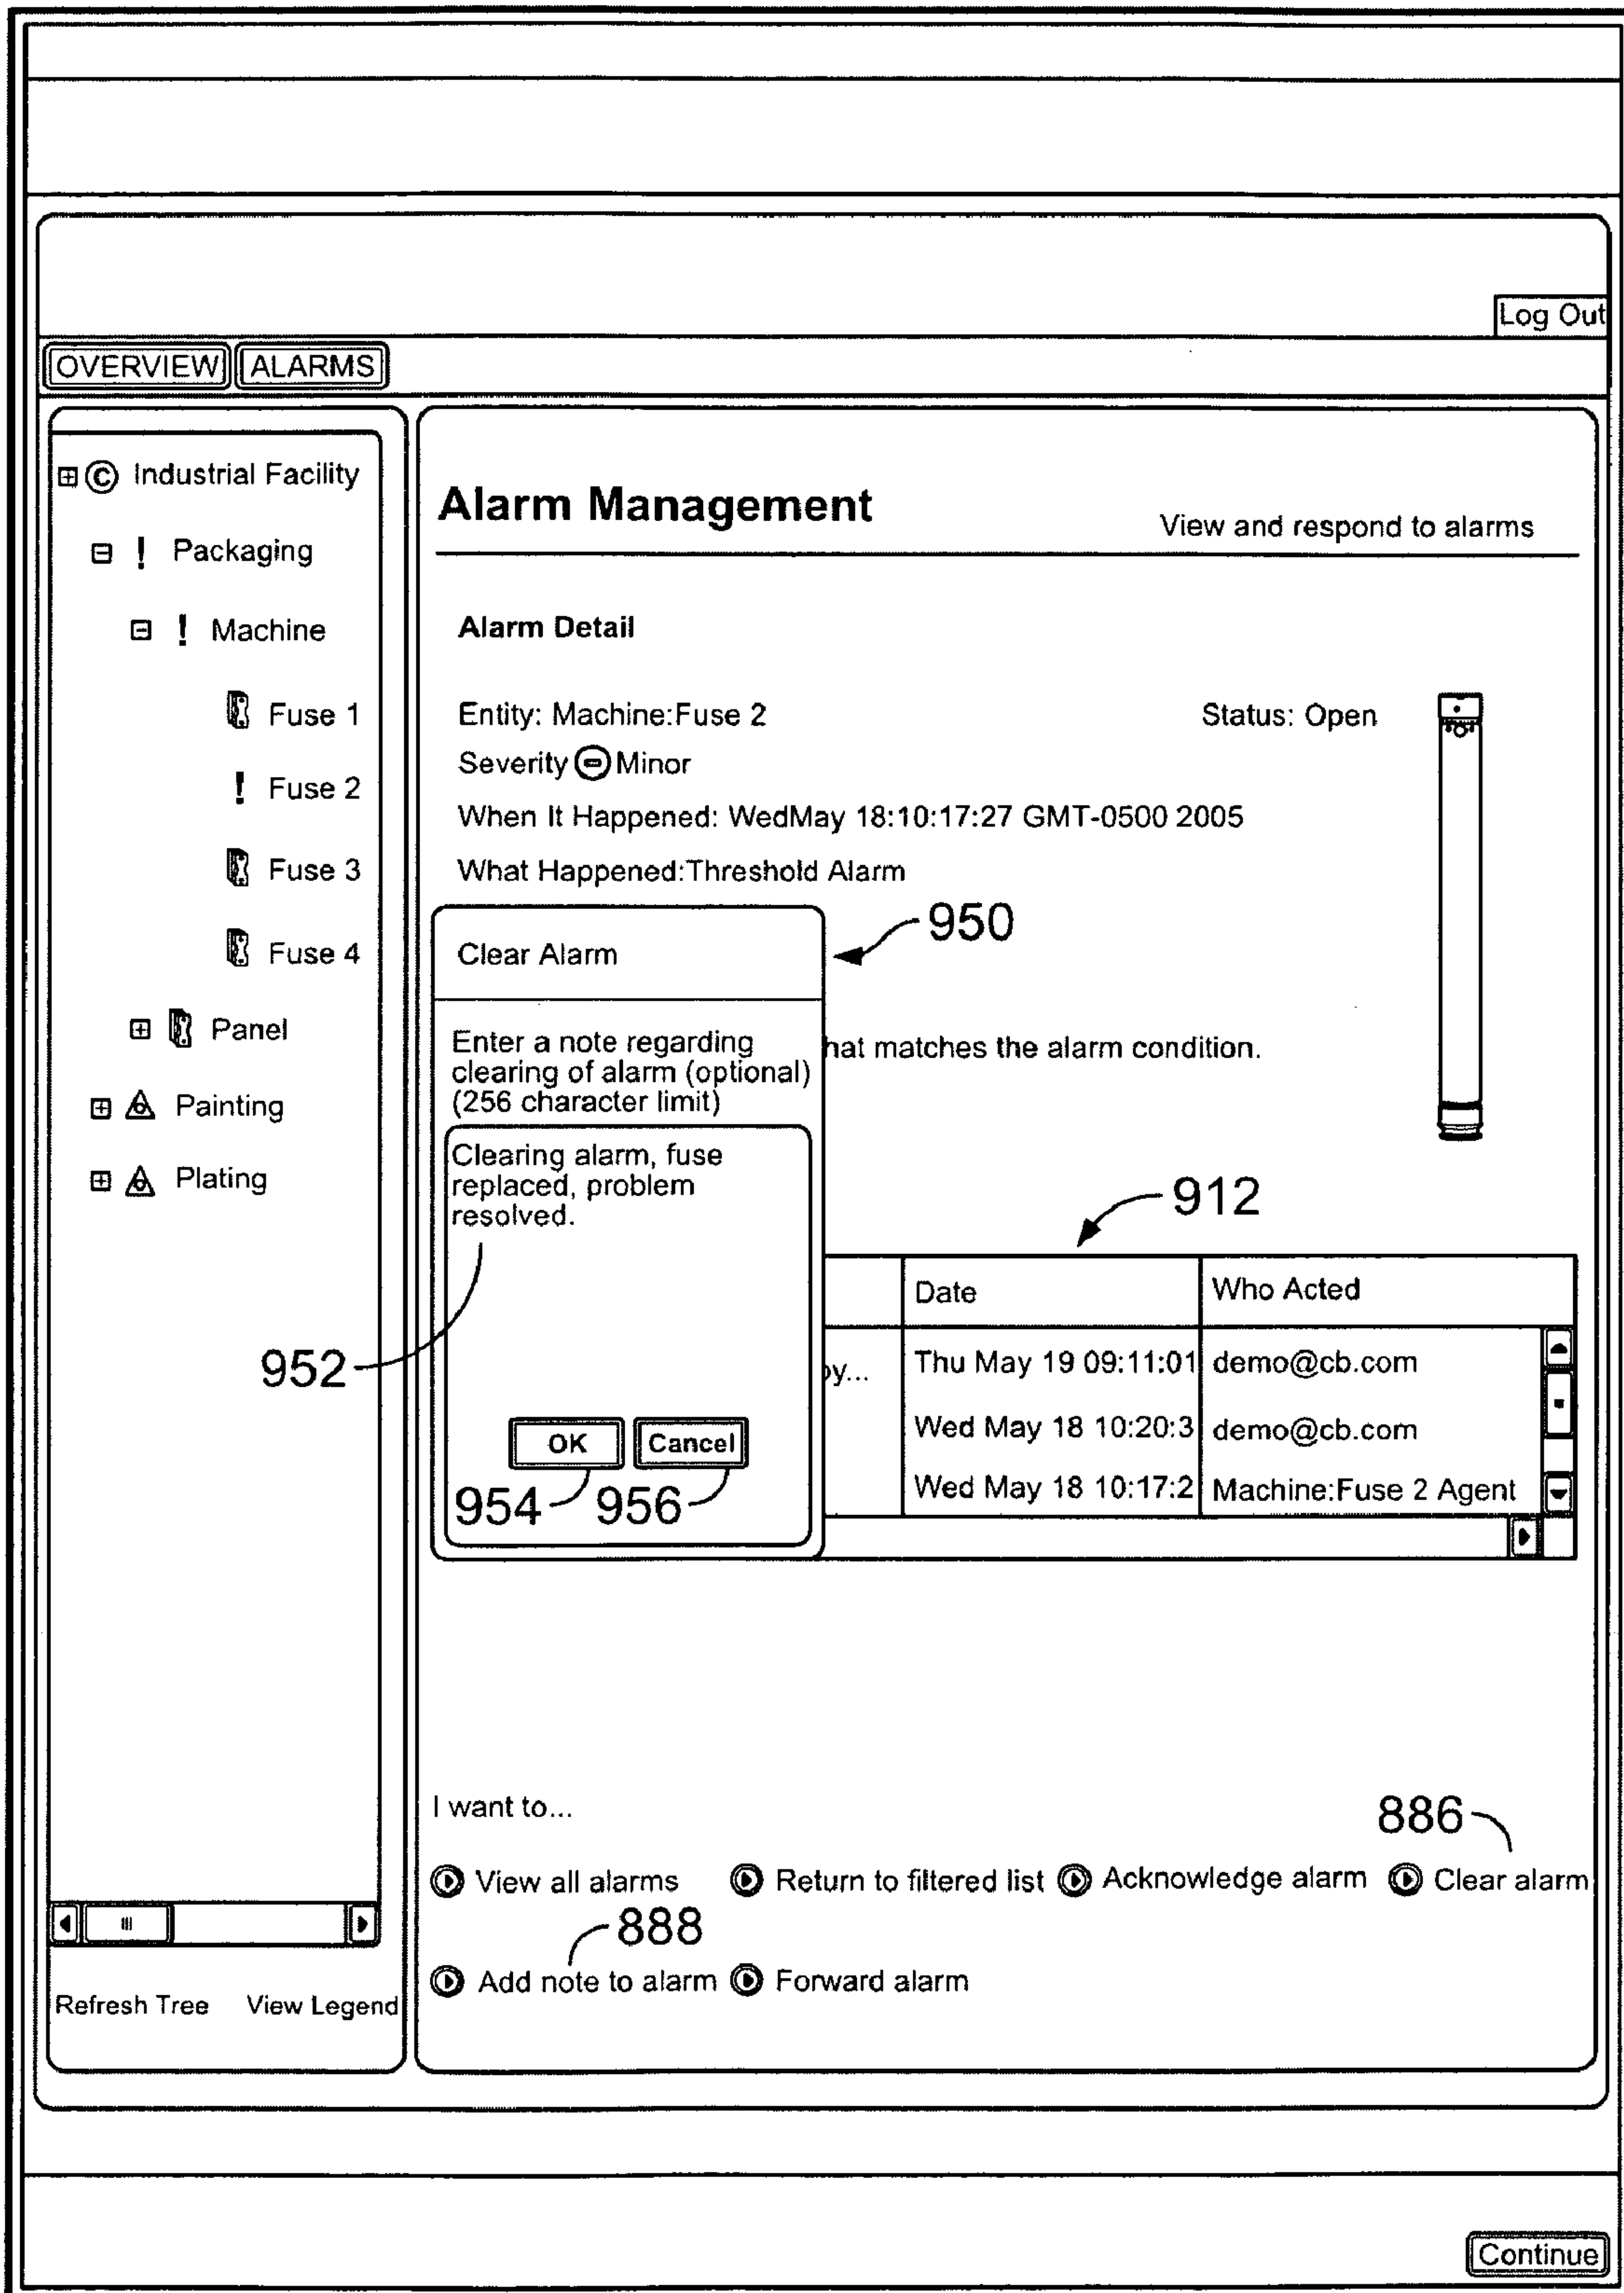 Log Out
OVERVIEW ALARMS
© Industrial Facility
! Packaging
! Machine
Fuse 1
! Fuse 2
Fuse 3
Fuse 4
Panel
Painting
Plating
952
Refresh Tree View Legend
Alarm Management
View and respond to alarms
Alarm Detail
Entity: Machine:Fuse 2
Status: Open
Severity Minor
When It Happened: WedMay 18:10:17:27 GMT-0500 2005
What Happened:Threshold Alarm
950
Clear Alarm
Enter a note regarding
clearing of alarm (optional)
(256 character limit)
hat matches the alarm condition.
Clearing alarm, fuse
replaced, problem
resolved.
OK Cancel
954 956
912
Date Who Acted
y... Thu May 19 09:11:01 demo@cb.com
Wed May 18 10:20:3 demo@cb.com
Wed May 18 10:17:2 Machine:Fuse 2 Agent
I want to...
886
View all alarms Return to filtered list Acknowledge alarm Clear alarm
888
Add note to alarm Forward alarm
Continue